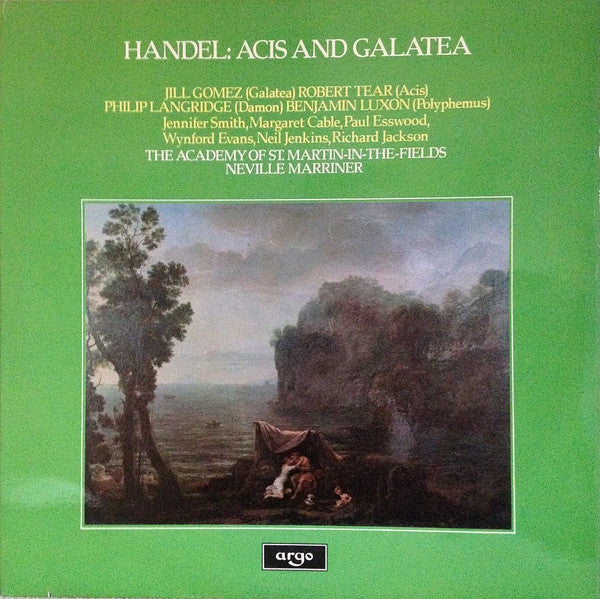 HANDEL: ACIS AND GALATEA
JILL GOMEZ (Galatea) ROBERT TEAR (Acis)
PHILIP LANGRIDGE (Damon) BENJAMIN LUXON (Polyphemus)
Jennifer Smith, Margaret Cable, Paul Esswood,
Wynford Evans, Neil Jenkins, Richard Jackson
THE ACADEMY OF ST. MARTIN-IN-THE-FIELDS
NEVILLE MARRINER
argo